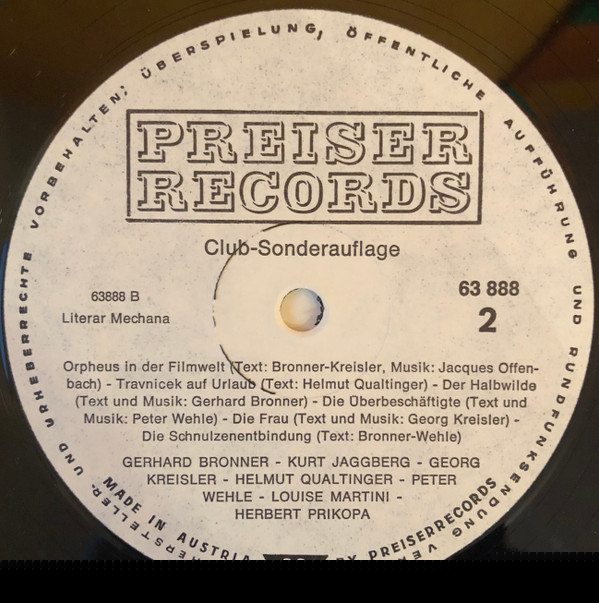 HERSTELLER- UND URHEBERRECHTE VORBEHALTEN; ÜBERSPIELUNG, ÖFFENTLICHE AUFFÜHRUNG UND RUNDFUNKSENDUNG
PREISER
RECORDS
Club-Sonderauflage
63888 B
Literar Mechana
63 888
2
Orpheus in der Filmwelt (Text: Bronner-Kreisler, Musik: Jacques Offen-
bach) - Travnicek auf Urlaub (Text: Helmut Qualtinger) - Der Halbwilde
(Text und Musik: Gerhard Bronner) - Die Überbeschäftigte (Text und
Musik: Peter Wehle) - Die Frau (Text und Musik: Georg Kreisler) -
Die Schnulzenentbindung (Text: Bronner-Wehle)
GERHARD BRONNER - KURT JAGGBERG - GEORG
KREISLER - HELMUT QUALTINGER - PETER
WEHLE - LOUISE MARTINI -
HERBERT PRIKOPA
MADE IN AUSTRIA BY PREISERRECORDS